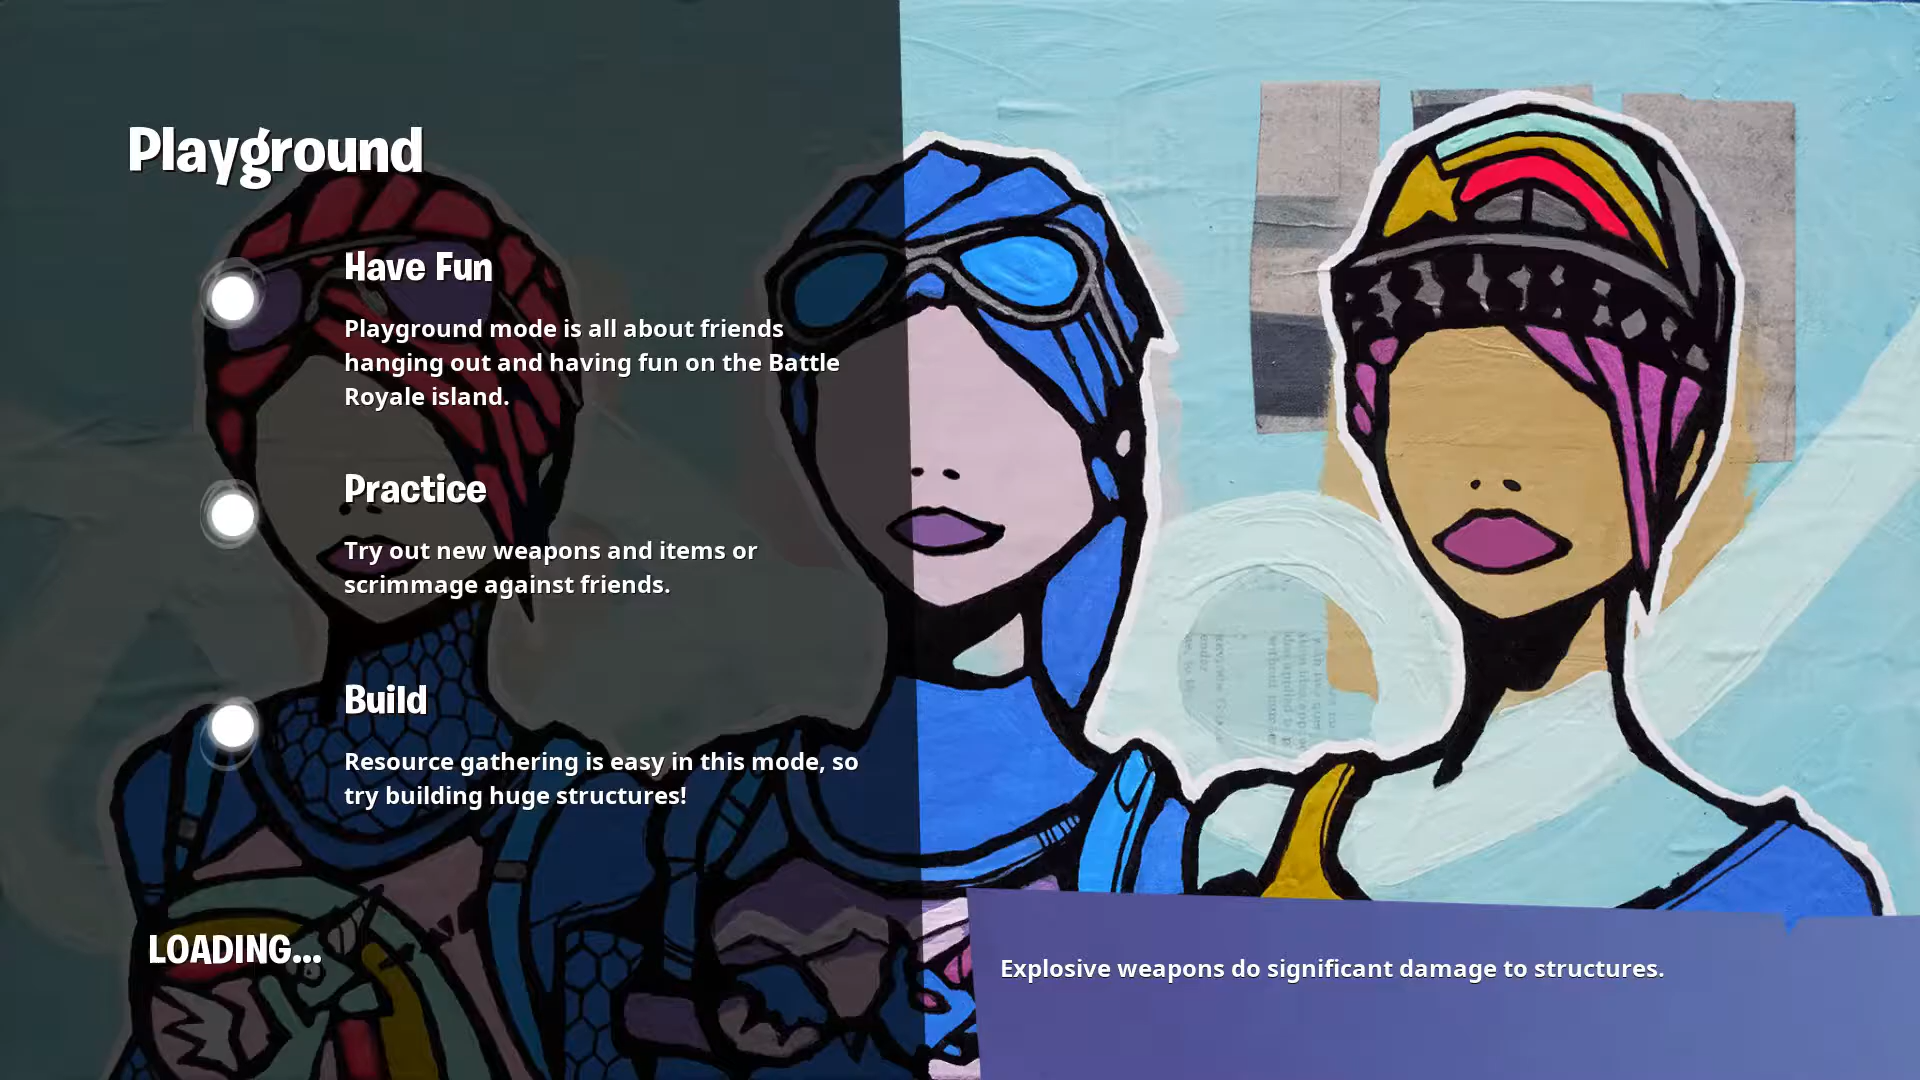 Playground
Have Fun
Playground mode is all about friends
hanging out and having fun on the Battle
Royale island.
Practice
Try out new weapons and items or
scrimmage against friends.
Build
Resource gathering is easy in this mode, so
try building huge structures!
LOADING...
Explosive weapons do significant damage to structures.